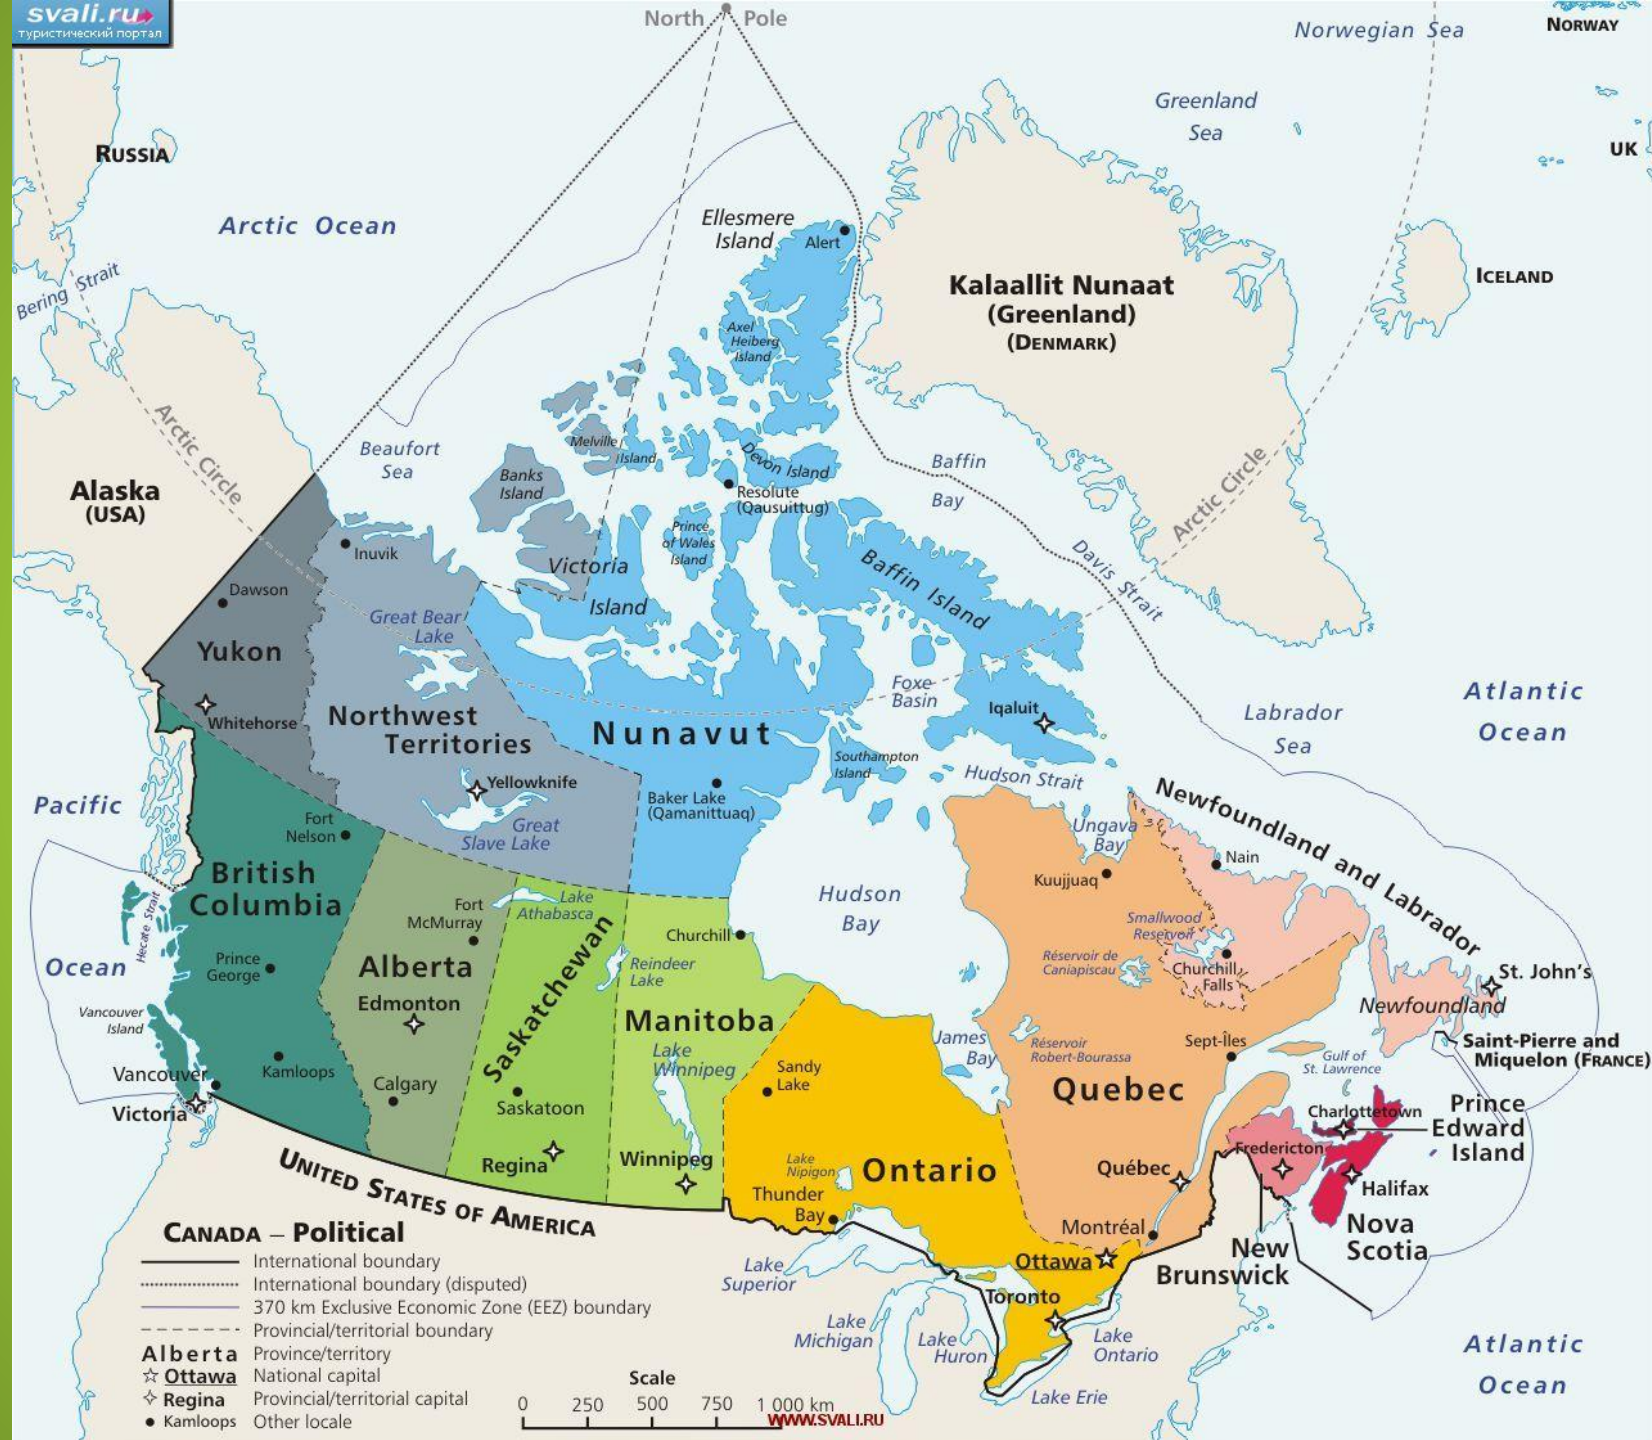 svali.ru
туристический портал
North Pole
Norwegian Sea
NORWAY
Greenland
Sea
UK
RUSSIA
Arctic Ocean
Ellesmere
Island
Alert
Bering Strait
Kalaallit Nunaat
(Greenland)
(DENMARK)
ICELAND
Axel
Heiberg
Island
Arctic Circle
Beaufort
Sea
Melville
Island
Devon Island
Banks
Island
Baffin
Bay
Arctic Circle
Alaska
(USA)
Resolute
(Qausuittuq)
Prince
of Wales
Island
Inuvik
Victoria
Island
Baffin Island
Davis Strait
Dawson
Great Bear
Lake
Yukon
Whitehorse
Northwest
Territories
Nunavut
Foxe
Basin
Iqaluit
Labrador
Sea
Atlantic
Ocean
Yellowknife
Great
Slave Lake
Baker Lake
(Qamanittuaq)
Southampton
Island
Hudson Strait
Newfoundland and Labrador
Pacific
Ocean
Fort
Nelson
British
Columbia
Hecate Strait
Prince
George
Vancouver
Island
Kamloops
Vancouver
Victoria
Fort
McMurray
Alberta
Edmonton
Calgary
Lake
Athabasca
Saskatchewan
Reindeer
Lake
Saskatoon
Regina
Churchill
Manitoba
Lake
Winnipeg
Winnipeg
Hudson
Bay
James
Bay
Sandy
Lake
Lake
Nipigon
Ontario
Thunder
Bay
Ungava
Bay
Kuujjuaq
Nain
Smallwood
Reservoir
Réservoir de
Caniapiscau
Churchill
Falls
Réservoir
Robert-Bourassa
Sept-Îles
Quebec
Québec
Montréal
Ottawa
Toronto
St. John's
Newfoundland
Saint-Pierre and
Miquelon (FRANCE)
Gulf of
St. Lawrence
Charlottetown
Prince
Edward
Island
Fredericton
Halifax
Nova
Scotia
New
Brunswick
UNITED STATES OF AMERICA
Lake
Superior
Lake
Michigan
Lake
Huron
Lake
Ontario
Lake Erie
Atlantic
Ocean
CANADA – Political
International boundary
International boundary (disputed)
370 km Exclusive Economic Zone (EEZ) boundary
Provincial/territorial boundary
Alberta Province/territory
Ottawa National capital
Regina Provincial/territorial capital
Kamloops Other locale
Scale
0 250 500 750 1 000 km
WWW.SVALI.RU